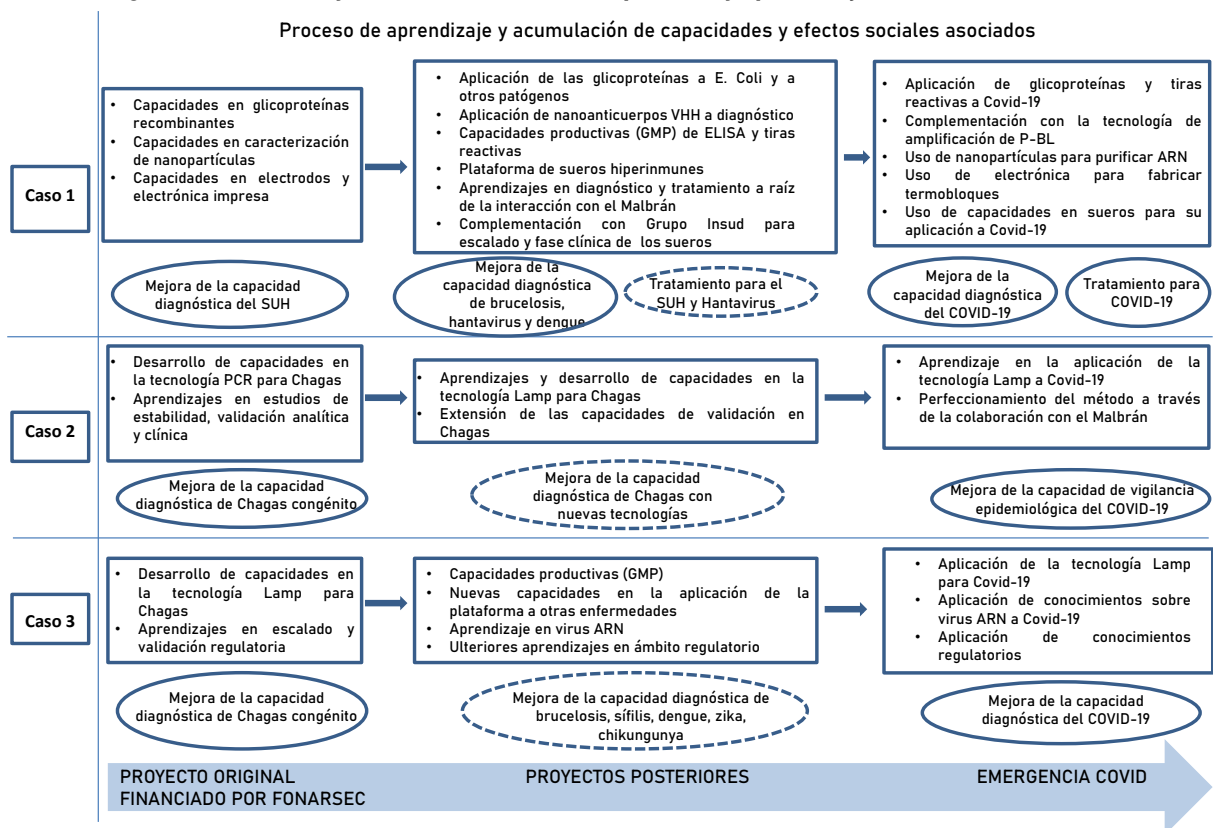 Proceso de aprendizaje y acumulación de capacidades y efectos sociales asociados
Caso 1
• Capacidades en glicoproteínas
recombinantes
• Capacidades en caracterización
de nanopartículas
• Capacidades en electrodos y
electrónica impresa
• Aplicación de las glicoproteínas a E. Coli y a
otros patógenos
• Aplicación de nanoanticuerpos VHH a diagnóstico
• Capacidades productivas (GMP) de ELISA y tiras
reactivas
• Plataforma de sueros hiperinmunes
• Aprendizajes en diagnóstico y tratamiento a raíz
de la interacción con el Malbrán
• Complementación con Grupo Insud para
escalado y fase clínica de los sueros
• Aplicación de glicoproteínas y tiras
reactivas a Covid-19
• Complementación con la tecnología de
amplificación de P-BL
• Uso de nanopartículas para purificar ARN
• Uso de electrónica para fabricar
termobloques
• Uso de capacidades en sueros para su
aplicación a Covid-19
Mejora de la capacidad
diagnóstica del SUH
Mejora de la
capacidad diagnóstica
de brucelosis,
hantavirus y dengue
Tratamiento para el
SUH y Hantavirus
Mejora de la
capacidad diagnóstica
del COVID-19
Tratamiento para
COVID-19
Caso 2
• Desarrollo de capacidades en
la tecnología PCR para Chagas
• Aprendizajes en estudios de
estabilidad, validación analítica
y clínica
• Aprendizajes y desarrollo de capacidades en la
tecnología Lamp para Chagas
• Extensión de las capacidades de validación en
Chagas
• Aprendizaje en la aplicación de la
tecnología Lamp a Covid-19
• Perfeccionamiento del método a través
de la colaboración con el Malbrán
Mejora de la capacidad
diagnóstica de Chagas congénito
Mejora de la capacidad
diagnóstica de Chagas con
nuevas tecnologías
Mejora de la capacidad de vigilancia
epidemiológica del COVID-19
Caso 3
• Desarrollo de capacidades en
la tecnología Lamp para
Chagas
• Aprendizajes en escalado y
validación regulatoria
• Capacidades productivas (GMP)
• Nuevas capacidades en la aplicación de la
plataforma a otras enfermedades
• Aprendizaje en virus ARN
• Ulteriores aprendizajes en ámbito regulatorio
• Aplicación de la tecnología Lamp
para Covid-19
• Aplicación de conocimientos sobre
virus ARN a Covid-19
• Aplicación de conocimientos
regulatorios
Mejora de la capacidad
diagnóstica de Chagas congénito
Mejora de la capacidad diagnóstica de
brucelosis, sífilis, dengue, zika,
chikungunya
Mejora de la capacidad
diagnóstica del COVID-19
PROYECTO ORIGINAL
FINANCIADO POR FONARSEC
PROYECTOS POSTERIORES
EMERGENCIA COVID